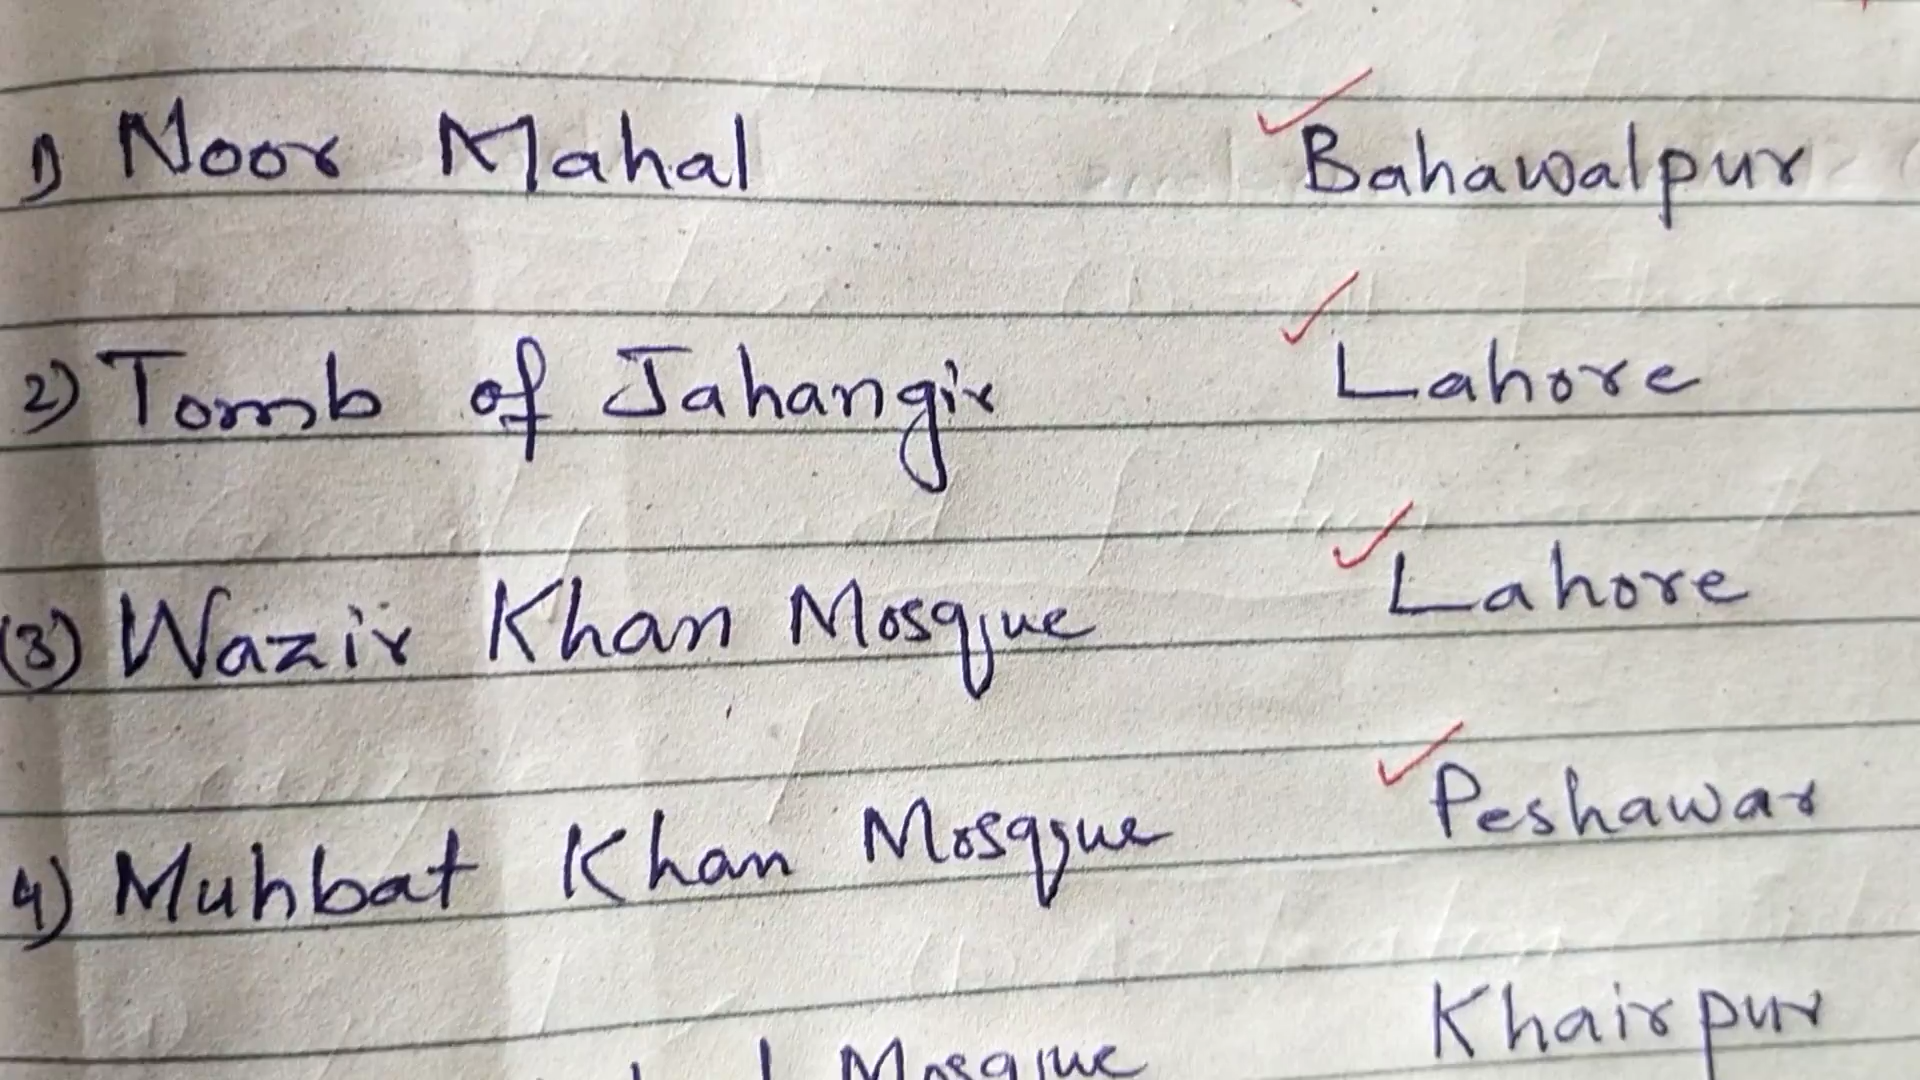 1) Noor Mahal Bahawalpur
2) Tomb of Jahangir Lahore
(3) Wazir Khan Mosque Lahore
4) Muhbat Khan Mosque Peshawar
Mosque Khairpur